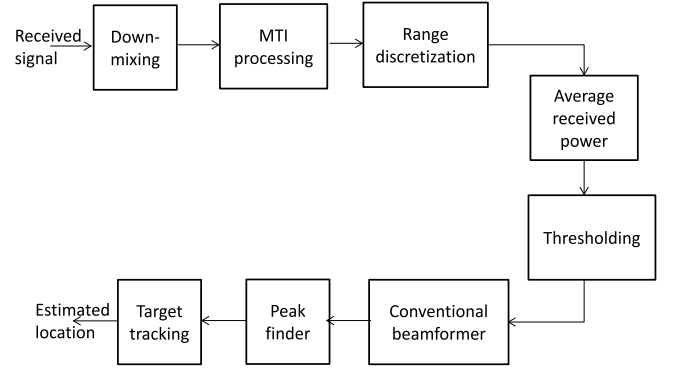 Received
signal
Down-
mixing
MTI
processing
Range
discretization
Average
received
power
Thresholding
Conventional
beamformer
Peak
finder
Target
tracking
Estimated
location